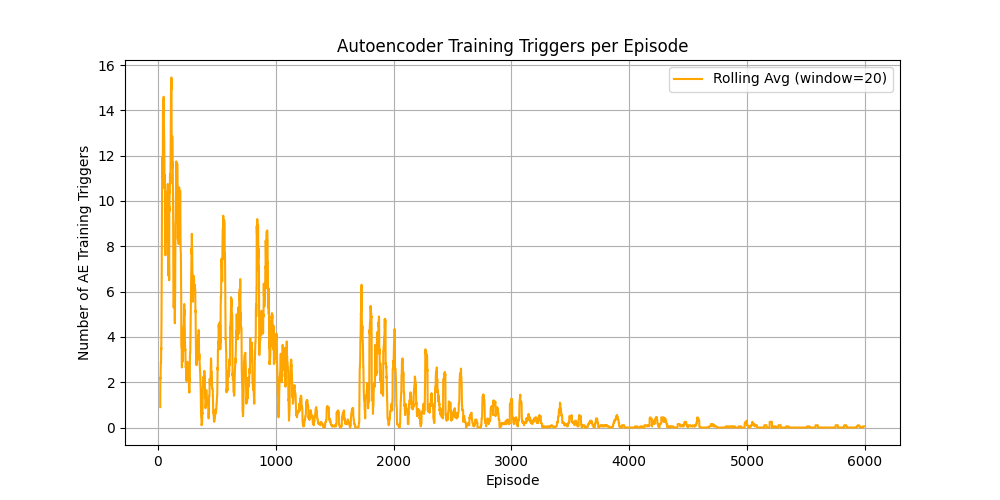 Autoencoder Training Triggers per Episode
Rolling Avg (window=20)
Number of AE Training Triggers
16
14
12
10
8
6
4
2
0
0 1000 2000 3000 4000 5000 6000
Episode